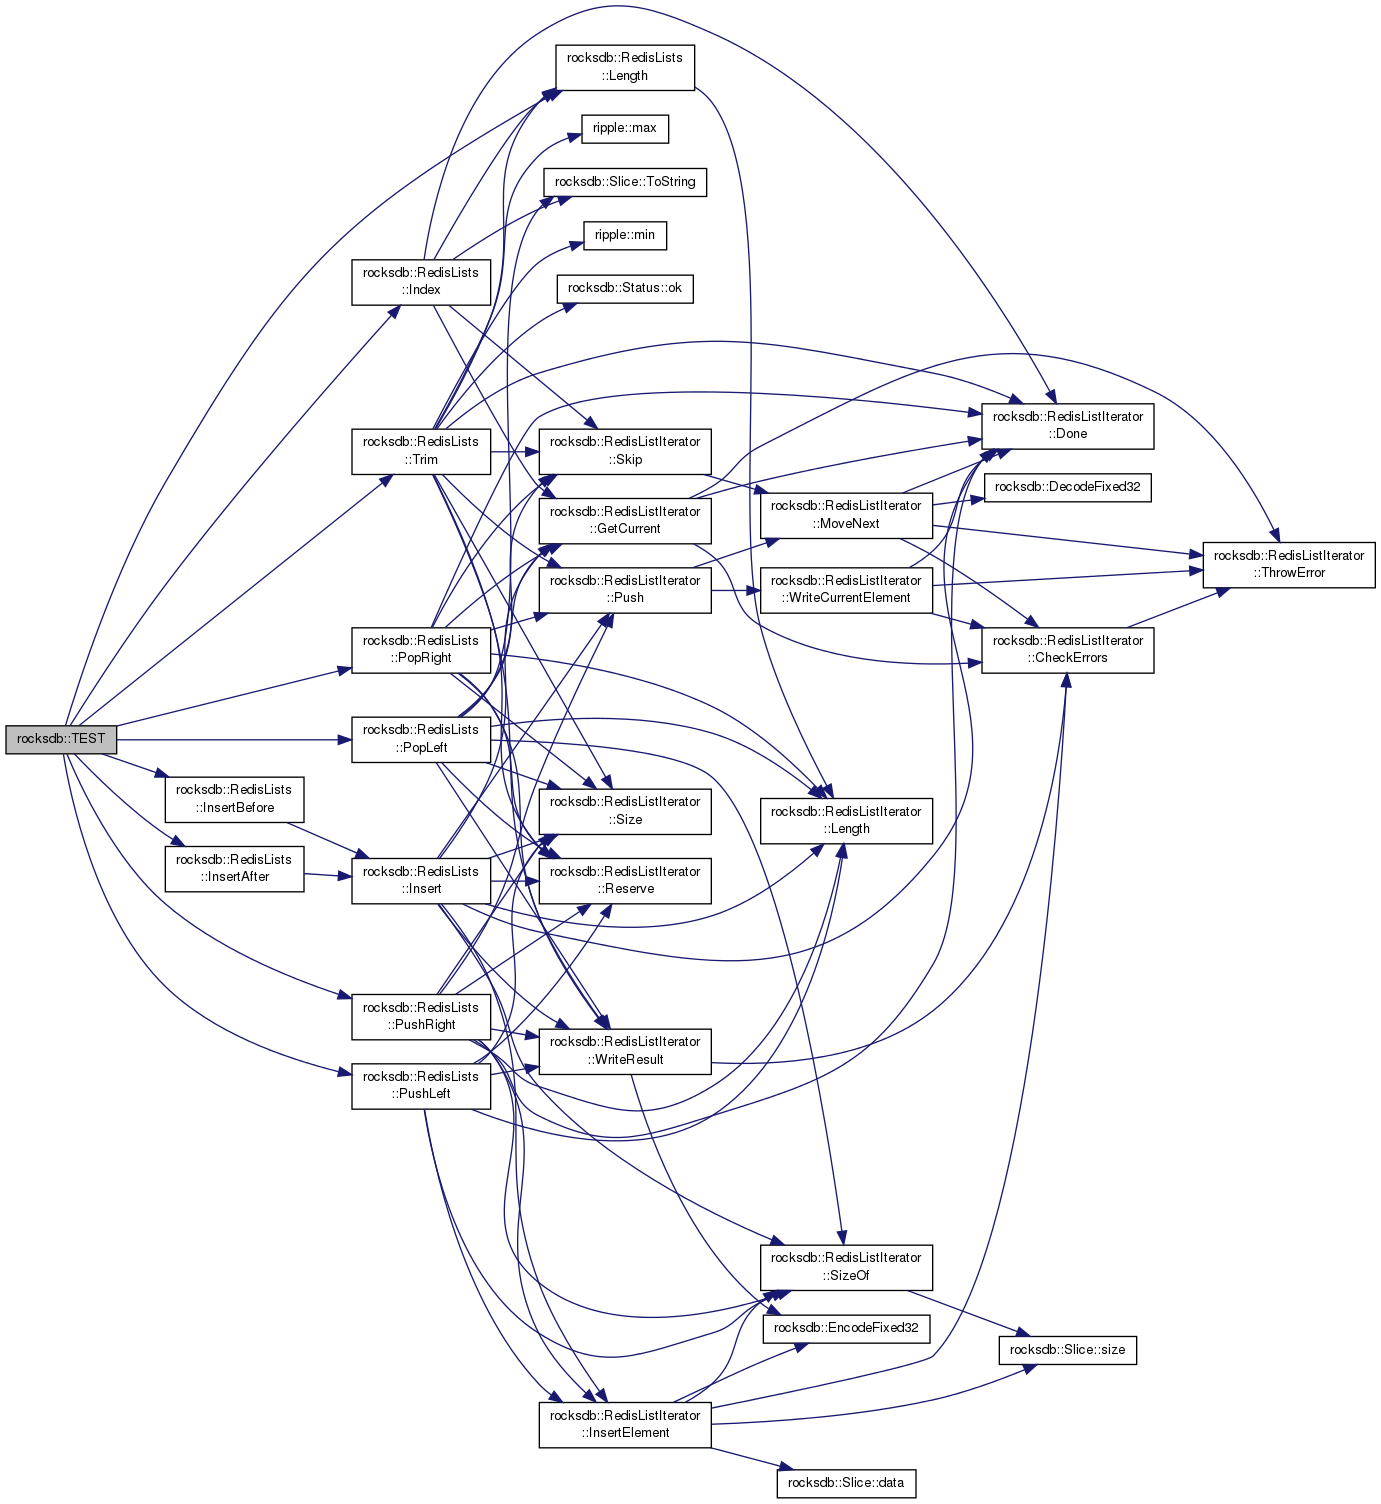 rocksdb::TEST
rocksdb::RedisLists
::InsertBefore
rocksdb::RedisLists
::InsertAfter
rocksdb::RedisLists
::Index
rocksdb::RedisLists
::Trim
rocksdb::RedisLists
::PopRight
rocksdb::RedisLists
::PopLeft
rocksdb::RedisLists
::Insert
rocksdb::RedisLists
::PushRight
rocksdb::RedisLists
::PushLeft
rocksdb::RedisLists
::Length
ripple::max
rocksdb::Slice::ToString
ripple::min
rocksdb::Status::ok
rocksdb::RedisListIterator
::Skip
rocksdb::RedisListIterator
::GetCurrent
rocksdb::RedisListIterator
::Push
rocksdb::RedisListIterator
::Size
rocksdb::RedisListIterator
::Reserve
rocksdb::RedisListIterator
::WriteResult
rocksdb::RedisListIterator
::InsertElement
rocksdb::RedisListIterator
::MoveNext
rocksdb::RedisListIterator
::WriteCurrentElement
rocksdb::RedisListIterator
::Length
rocksdb::RedisListIterator
::SizeOf
rocksdb::EncodeFixed32
rocksdb::Slice::data
rocksdb::RedisListIterator
::Done
rocksdb::DecodeFixed32
rocksdb::RedisListIterator
::CheckErrors
rocksdb::Slice::size
rocksdb::RedisListIterator
::ThrowError